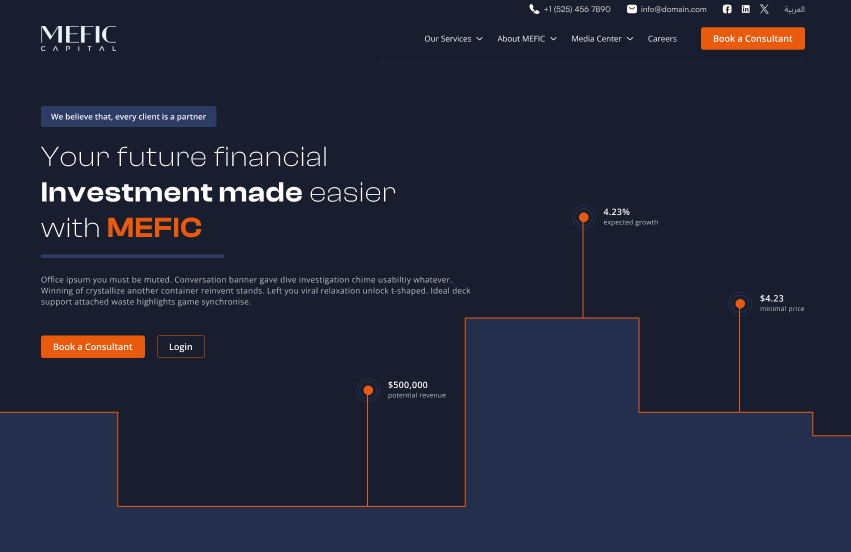 +1 (525) 456 7890 info@domain.com العربية
MEFIC
CAPITAL
Our Services About MEFIC Media Center Careers Book a Consultant
We believe that, every client is a partner
Your future financial
Investment made easier
with MEFIC
Office ipsum you must be muted. Conversation banner gave dive investigation chime usabiltiy whatever.
Winning of crystallize another container reinvent stands. Left you viral relaxation unlock t-shaped. Ideal deck
support attached waste highlights game synchronise.
Book a Consultant Login
4.23%
expected growth
$4.23
minimal price
$500,000
potential revenue